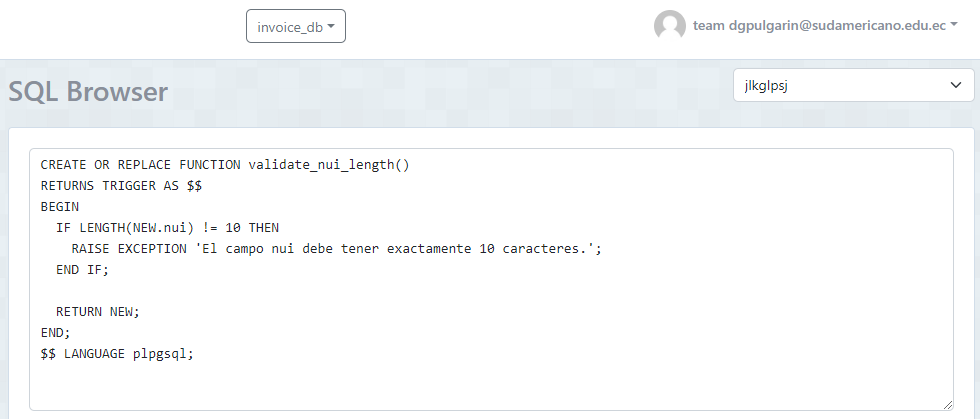 invoice_db
team dgpulgarin@sudamericano.edu.ec
SQL Browser
jlkglpsj
CREATE OR REPLACE FUNCTION validate_nui_length()
RETURNS TRIGGER AS $$
BEGIN
  IF LENGTH(NEW.nui) != 10 THEN
    RAISE EXCEPTION 'El campo nui debe tener exactamente 10 caracteres.';
  END IF;

  RETURN NEW;
END;
$$ LANGUAGE plpgsql;